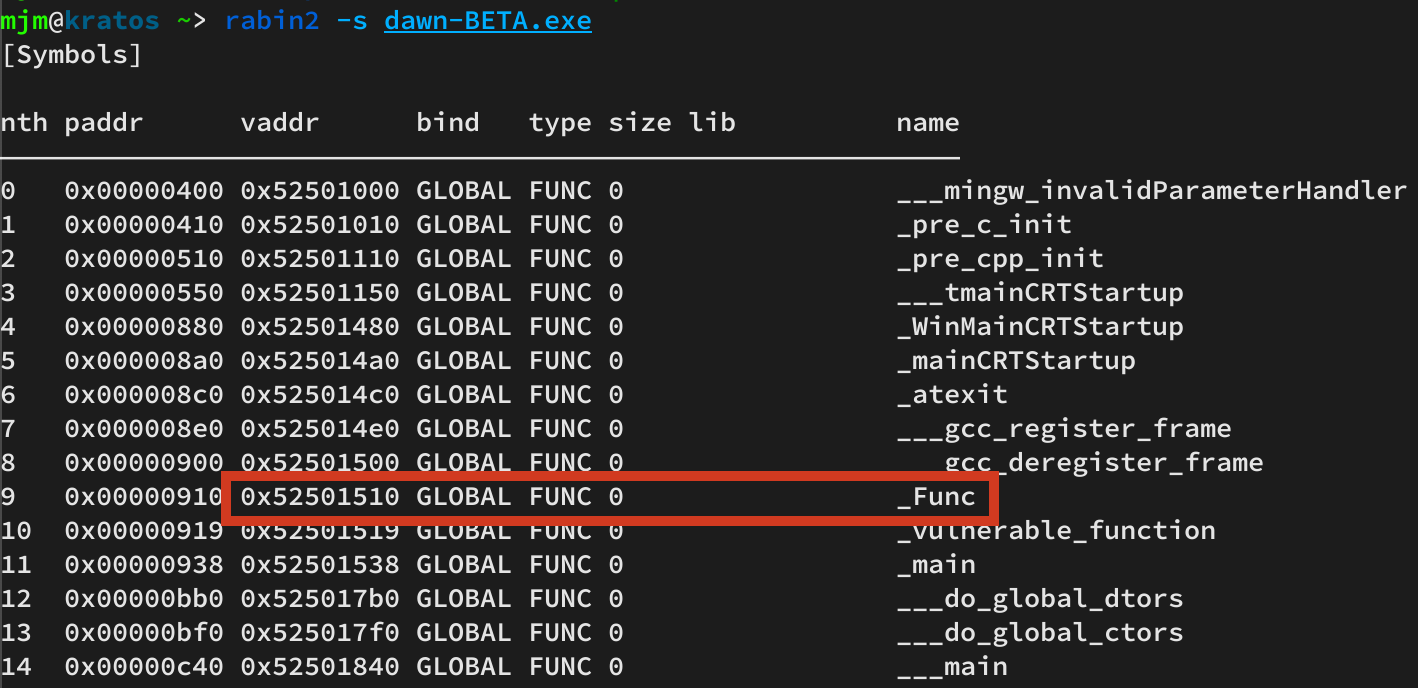 mjm@kratos ~> rabin2 -s dawn-BETA.exe
[Symbols]
nth paddr vaddr bind type size lib name
0 0x00000400 0x52501000 GLOBAL FUNC 0 ___mingw_invalidParameterHandler
1 0x00000410 0x52501010 GLOBAL FUNC 0 _pre_c_init
2 0x00000510 0x52501110 GLOBAL FUNC 0 _pre_cpp_init
3 0x00000550 0x52501150 GLOBAL FUNC 0 ___tmainCRTStartup
4 0x00000880 0x52501480 GLOBAL FUNC 0 _WinMainCRTStartup
5 0x000008a0 0x525014a0 GLOBAL FUNC 0 _mainCRTStartup
6 0x000008c0 0x525014c0 GLOBAL FUNC 0 _atexit
7 0x000008e0 0x525014e0 GLOBAL FUNC 0 ___gcc_register_frame
8 0x00000900 0x52501500 GLOBAL FUNC 0 ___gcc_deregister_frame
9 0x00000910 0x52501510 GLOBAL FUNC 0 _Func
10 0x00000919 0x52501519 GLOBAL FUNC 0 _vulnerable_function
11 0x00000938 0x52501538 GLOBAL FUNC 0 _main
12 0x00000bb0 0x525017b0 GLOBAL FUNC 0 ___do_global_dtors
13 0x00000bf0 0x525017f0 GLOBAL FUNC 0 ___do_global_ctors
14 0x00000c40 0x52501840 GLOBAL FUNC 0 ___main